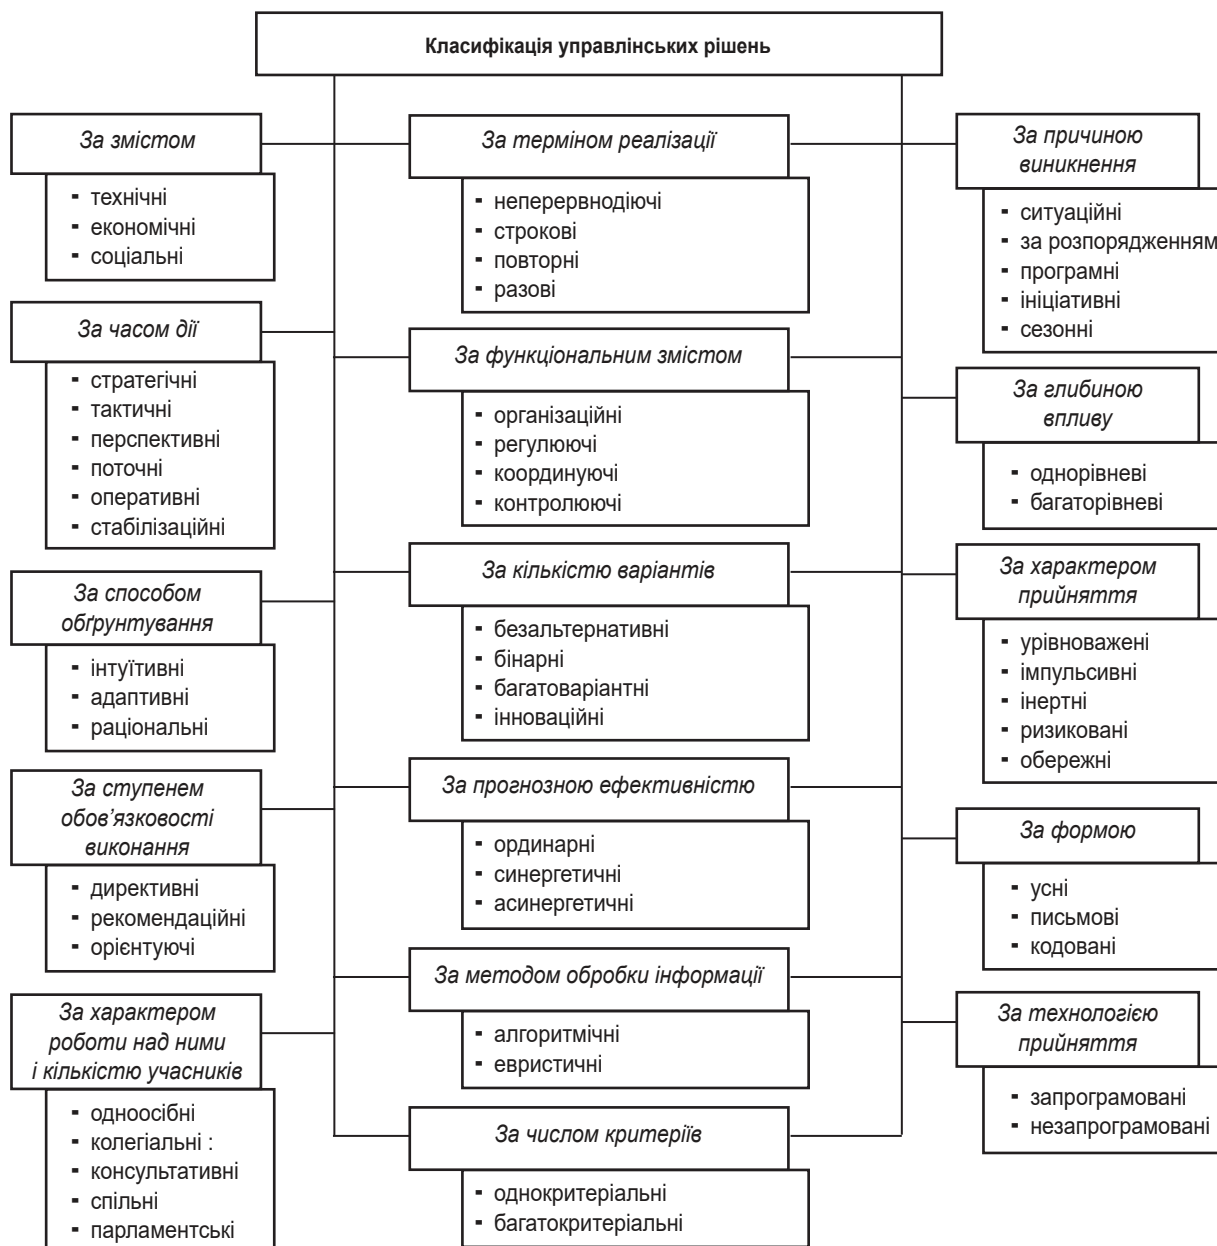 Класифікація управлінських рішень
За змістом
- технічні
- економічні
- соціальні
За часом дії
- стратегічні
- тактичні
- перспективні
- поточні
- оперативні
- стабілізаційні
За способом
обґрунтування
- інтуїтивні
- адаптивні
- раціональні
За ступенем
обов’язковості
виконання
- директивні
- рекомендаційні
- орієнтуючі
За характером
роботи над ними
і кількістю учасників
- одноосібні
- колегіальні :
- консультативні
- спільні
- парламентські
За терміном реалізації
- неперервнодіючі
- строкові
- повторні
- разові
За функціональним змістом
- організаційні
- регулюючі
- координуючі
- контролюючі
За кількістю варіантів
- безальтернативні
- бінарні
- багатоваріантні
- інноваційні
За прогнозною ефективністю
- ординарні
- синергетичні
- асинергетичні
За методом обробки інформації
- алгоритмічні
- евристичні
За числом критеріїв
- однокритеріальні
- багатокритеріальні
За причиною
виникнення
- ситуаційні
- за розпорядженням
- програмні
- ініціативні
- сезонні
За глибиною
впливу
- однорівневі
- багаторівневі
За характером
прийняття
- урівноважені
- імпульсивні
- інертні
- ризиковані
- обережні
За формою
- усні
- письмові
- кодовані
За технологією
прийняття
- запрограмовані
- незапрограмовані